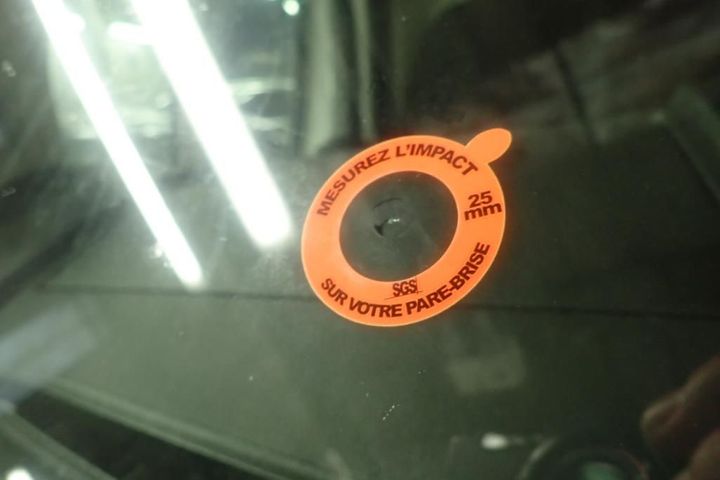 MESUREZ L'IMPACT
25
mm
SGS
SUR VOTRE PARE-BRISE